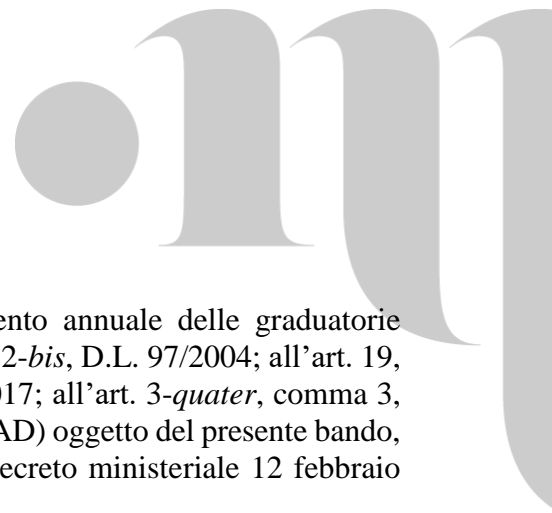 ento annuale delle graduatorie
2-bis, D.L. 97/2004; all’art. 19,
017; all’art. 3-quater, comma 3,
AD) oggetto del presente bando,
ecreto ministeriale 12 febbraio